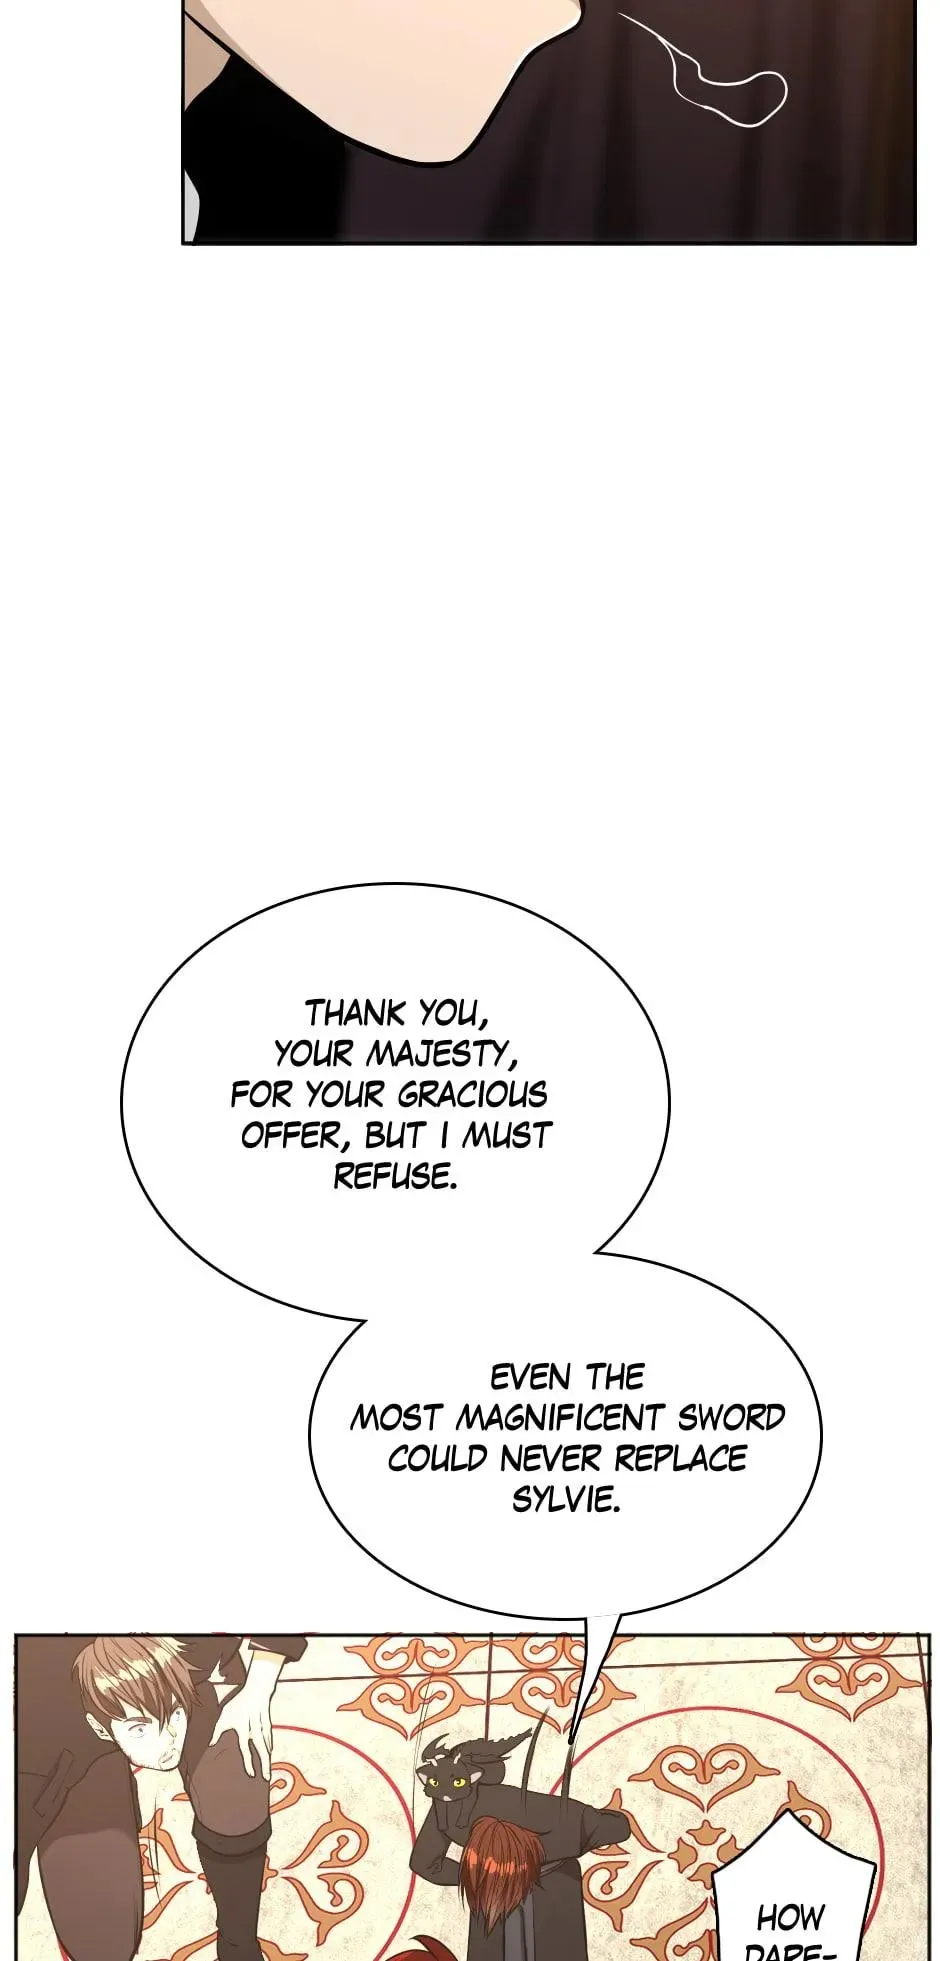 THANK YOU,
YOUR MAJESTY,
FOR YOUR GRACIOUS
OFFER, BUT I MUST
REFUSE.
EVEN THE
MOST MAGNIFICENT SWORD
COULD NEVER REPLACE
SYLVIE.
HOW
DARE-